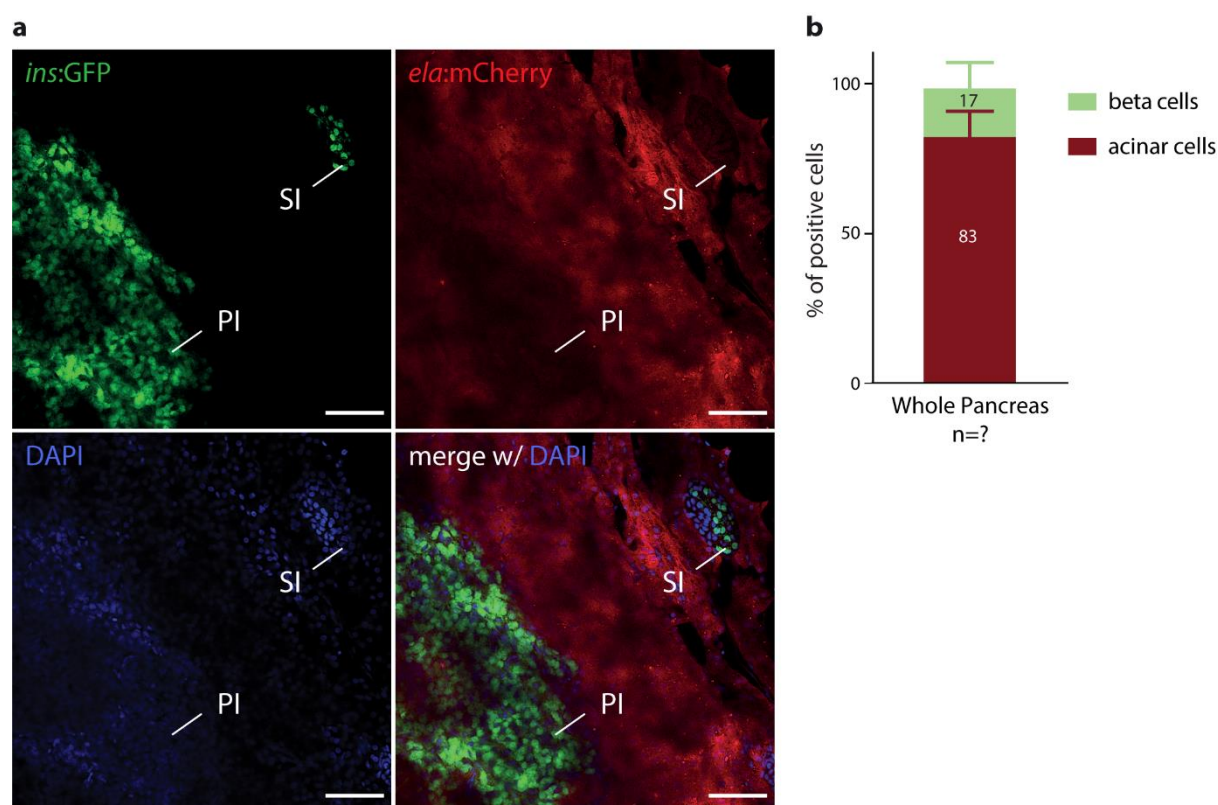 a
ins:GFP
SI
PI
ela:mCherry
SI
PI
DAPI
SI
PI
merge w/ DAPI
SI
PI
b
% of positive cells
100
50
0
17
83
Whole Pancreas
n=?
beta cells
acinar cells